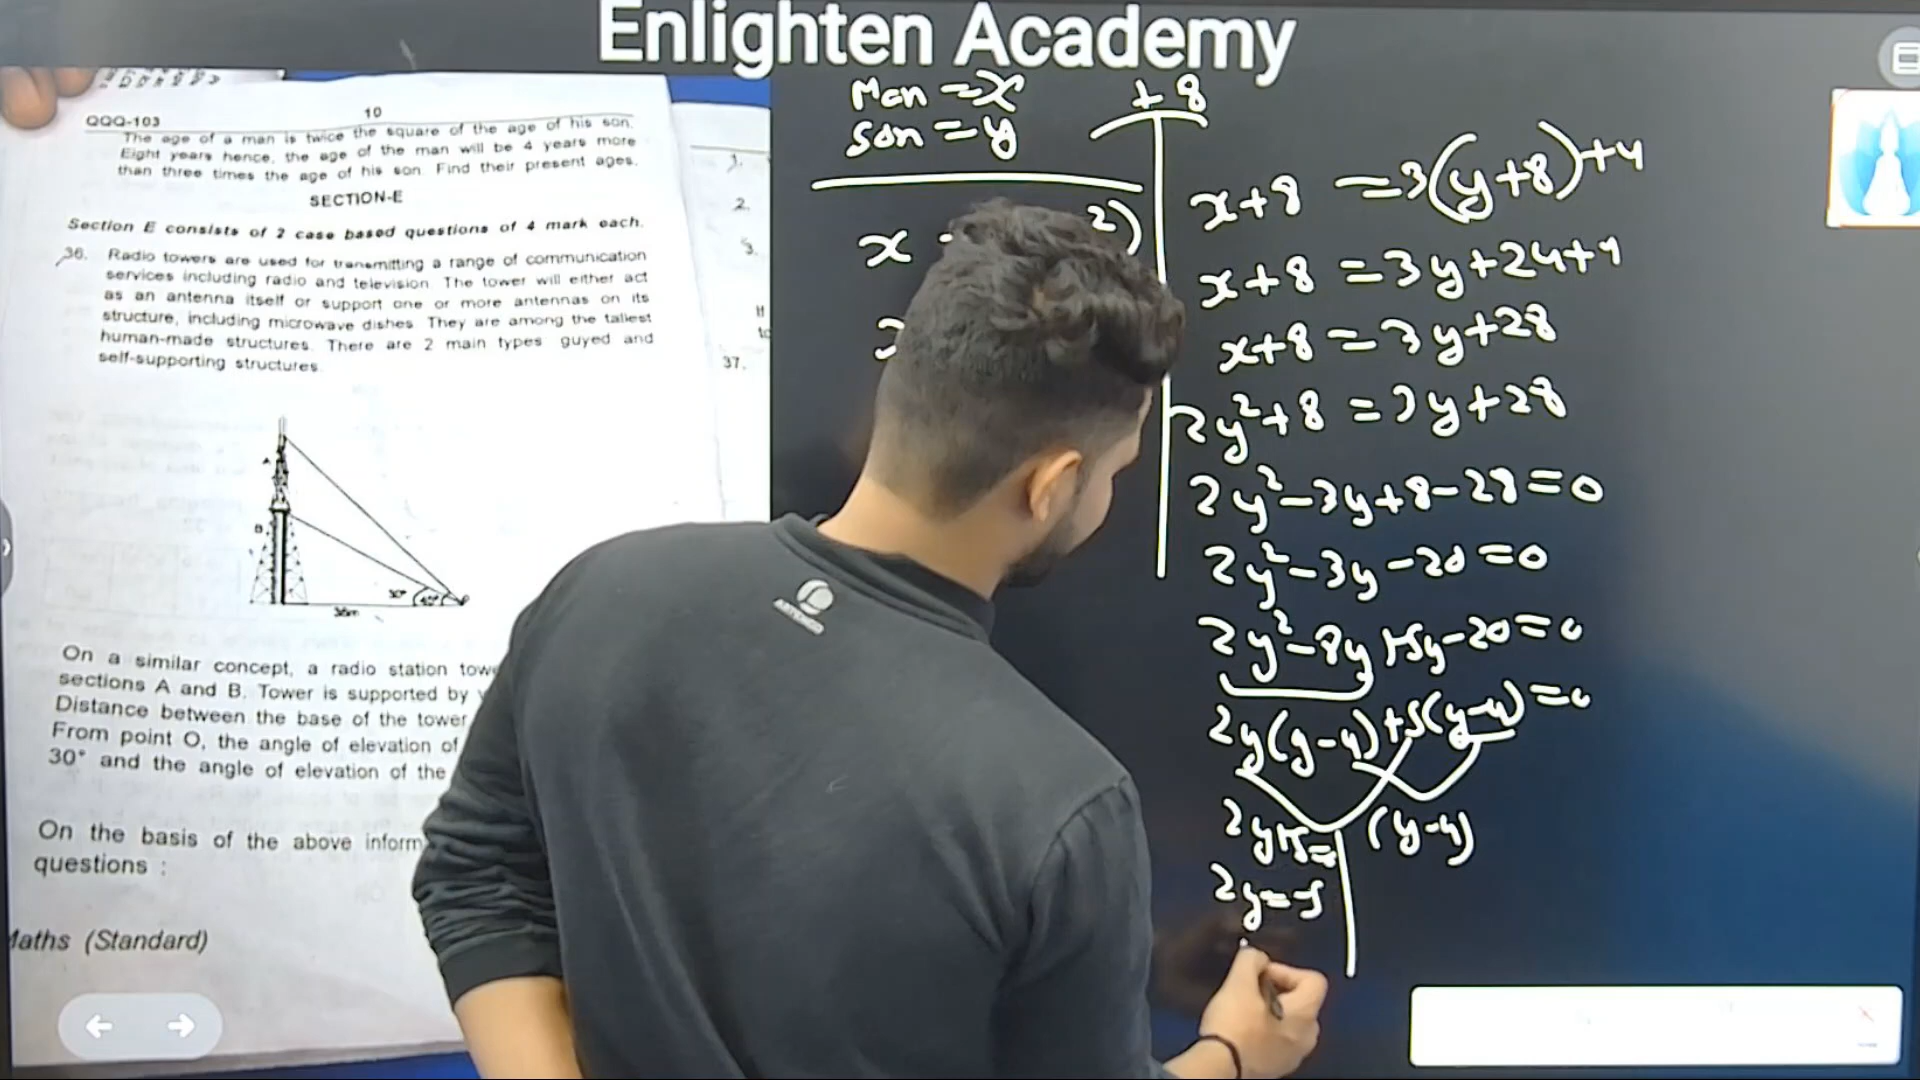 Enlighten Academy
QQQ-103
10
The age of a man is twice the square of the age of his son.
Eight years hence, the age of the man will be 4 years more
than three times the age of his son. Find their present ages.
SECTION-E
Section E consists of 2 case based questions of 4 mark each.
36. Radio towers are used for transmitting a range of communication
services including radio and television. The tower will either act
as an antenna itself or support one or more antennas on its
structure, including microwave dishes. They are among the tallest
human-made structures. There are 2 main types guyed and
self-supporting structures.
A
B
30°
36m
On a similar concept, a radio station
sections A and B. Tower is supported by
Distance between the base of the tower
From point O, the angle of elevation of
30° and the angle of elevation of the
On the basis of the above
questions :
Maths (Standard)
1.
2.
3.
37.
Man = x
Son = y
x
2)
+ 8
x+8 = 3(y+8)+4
x+8 = 3y+24+4
x+8 = 3y+28
2y²+8 = 3y+28
2y²-3y+8-28=0
2y²-3y-20=0
2y²-8y+5y-20=0
2y(y-4)+5(y-4)=0
2y+5= (y-4)
2y=-5